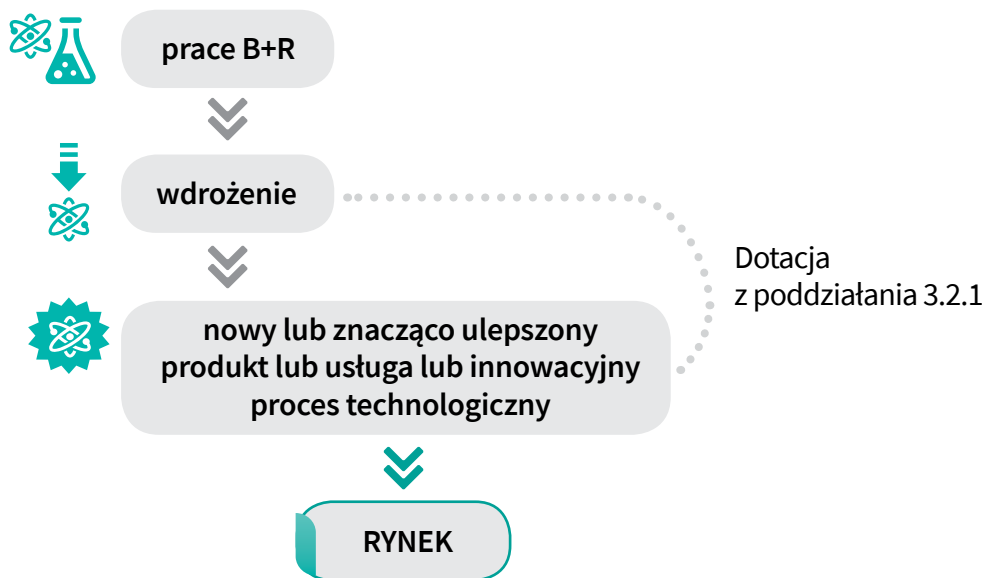 prace B+R
wdrożenie
Dotacja
z poddziałania 3.2.1
nowy lub znacząco ulepszony
produkt lub usługa lub innowacyjny
proces technologiczny
RYNEK